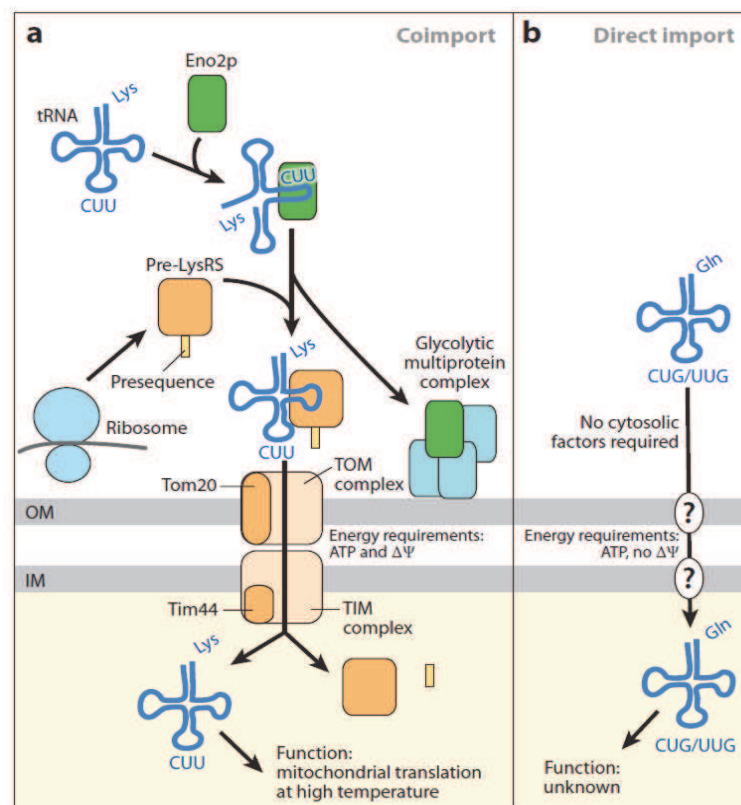 a
Coimport
Eno2p
Lys
tRNA
CUU
CUU
Lys
Pre-LysRS
Presequence
Ribosome
Lys
CUU
Glycolytic
multiprotein
complex
Tom20
TOM
complex
OM
Energy requirements:
ATP and ΔΨ
IM
Tim44
TIM
complex
Lys
CUU
Function:
mitochondrial translation
at high temperature
b
Direct import
Gln
CUG/UUG
No cytosolic
factors required
?
Energy requirements:
ATP, no ΔΨ
?
Gln
CUG/UUG
Function:
unknown